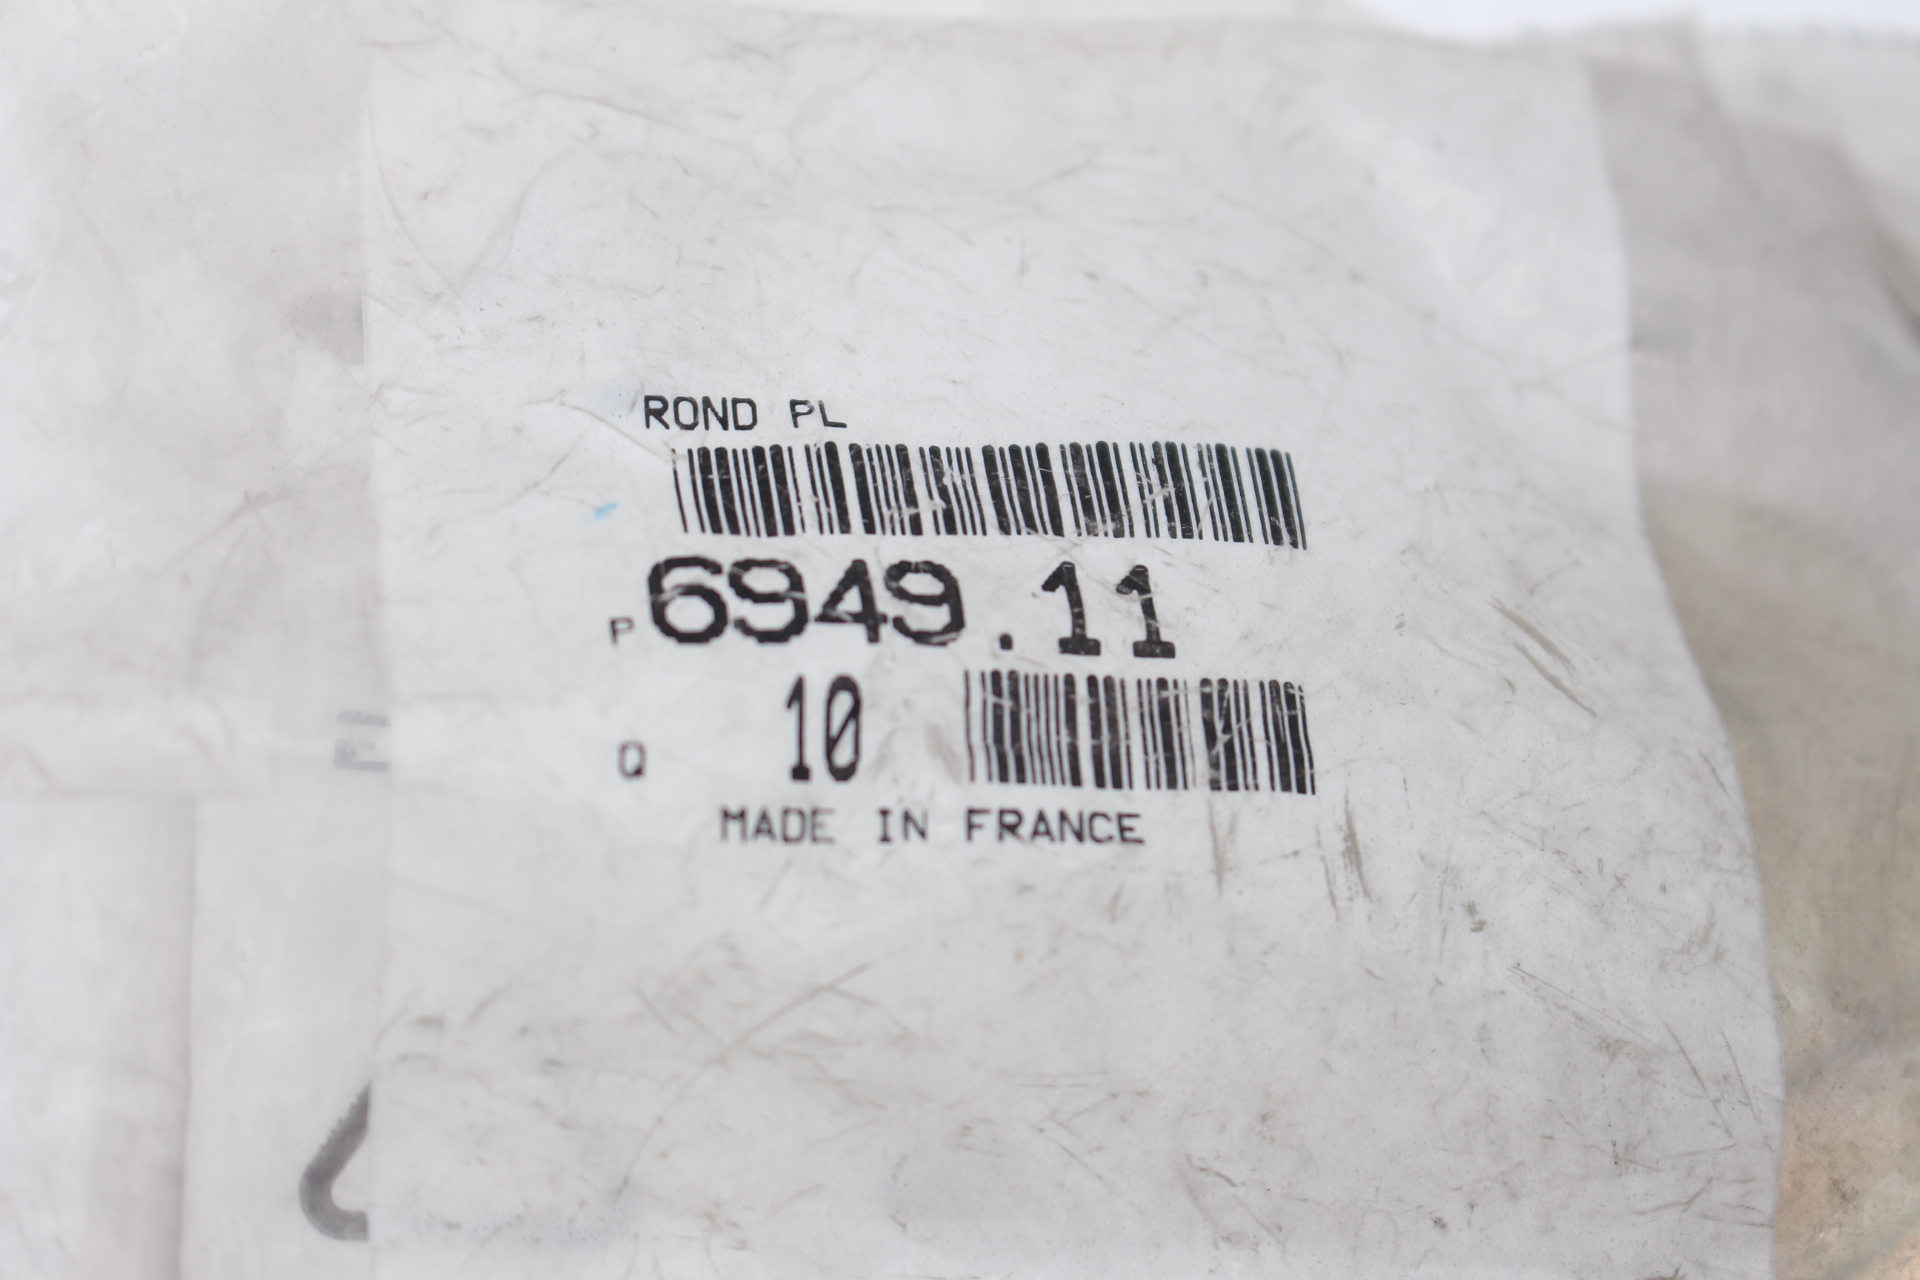 ROND PL
P 6949.11
Q 10
MADE IN FRANCE